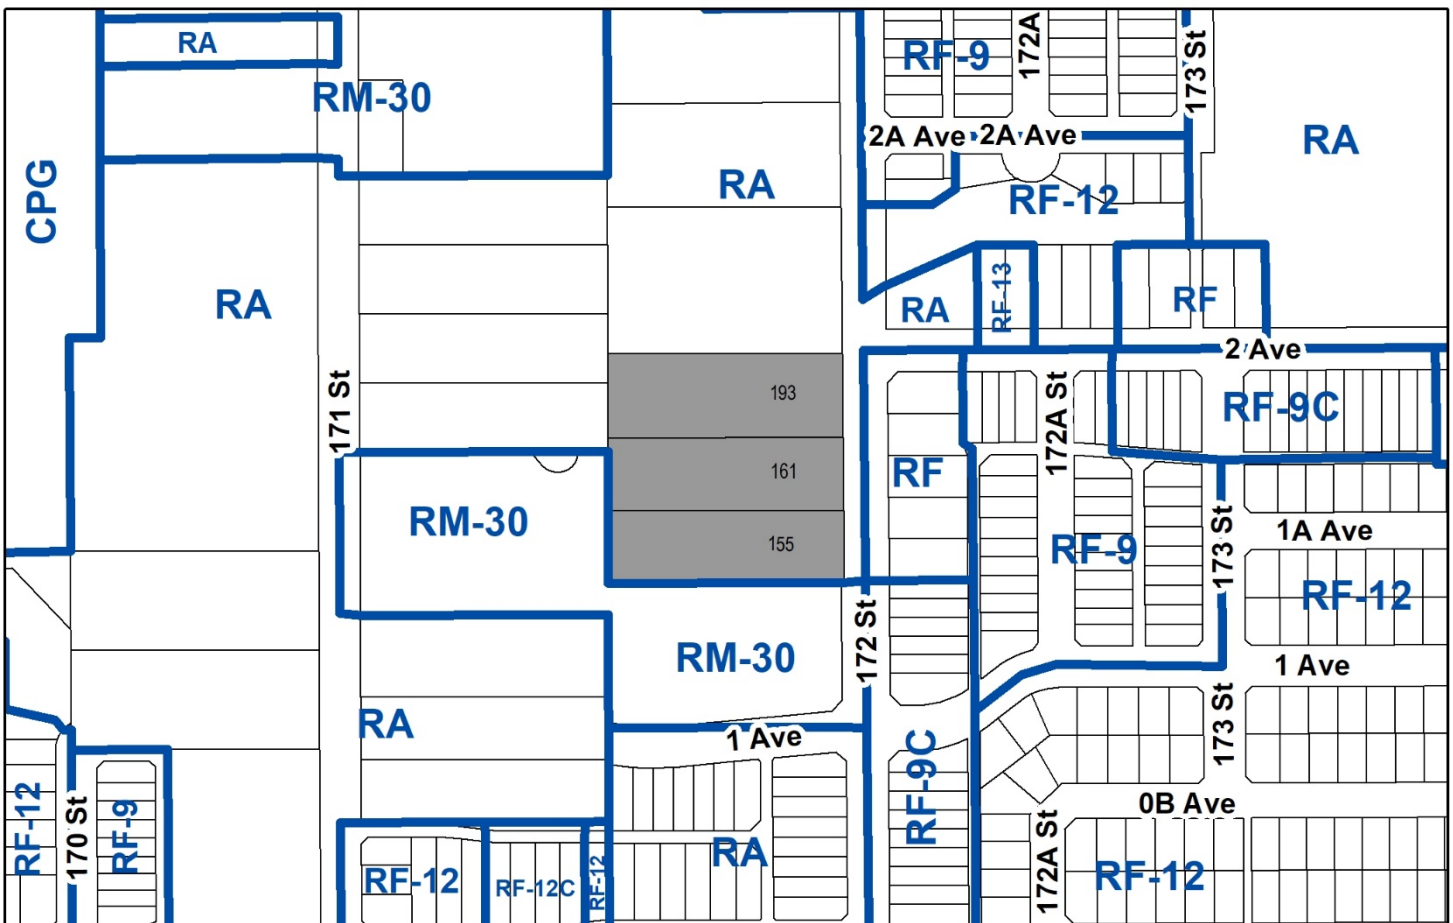 RA
RM-30
CPG
RA
RF-9
172A
173 St
2A Ave
2A Ave
RA
RF-12
RA
RA
RF-13
RF
2 Ave
171 St
193
161
155
RF
172A St
RF-9C
RM-30
RF-9
173 St
1A Ave
RF-12
172 St
RM-30
1 Ave
RA
1 Ave
173 St
RF-9C
0B Ave
RF-12
170 St
RF-9
RF-12
RF-12C
RF-12
RA
172A St
RF-12